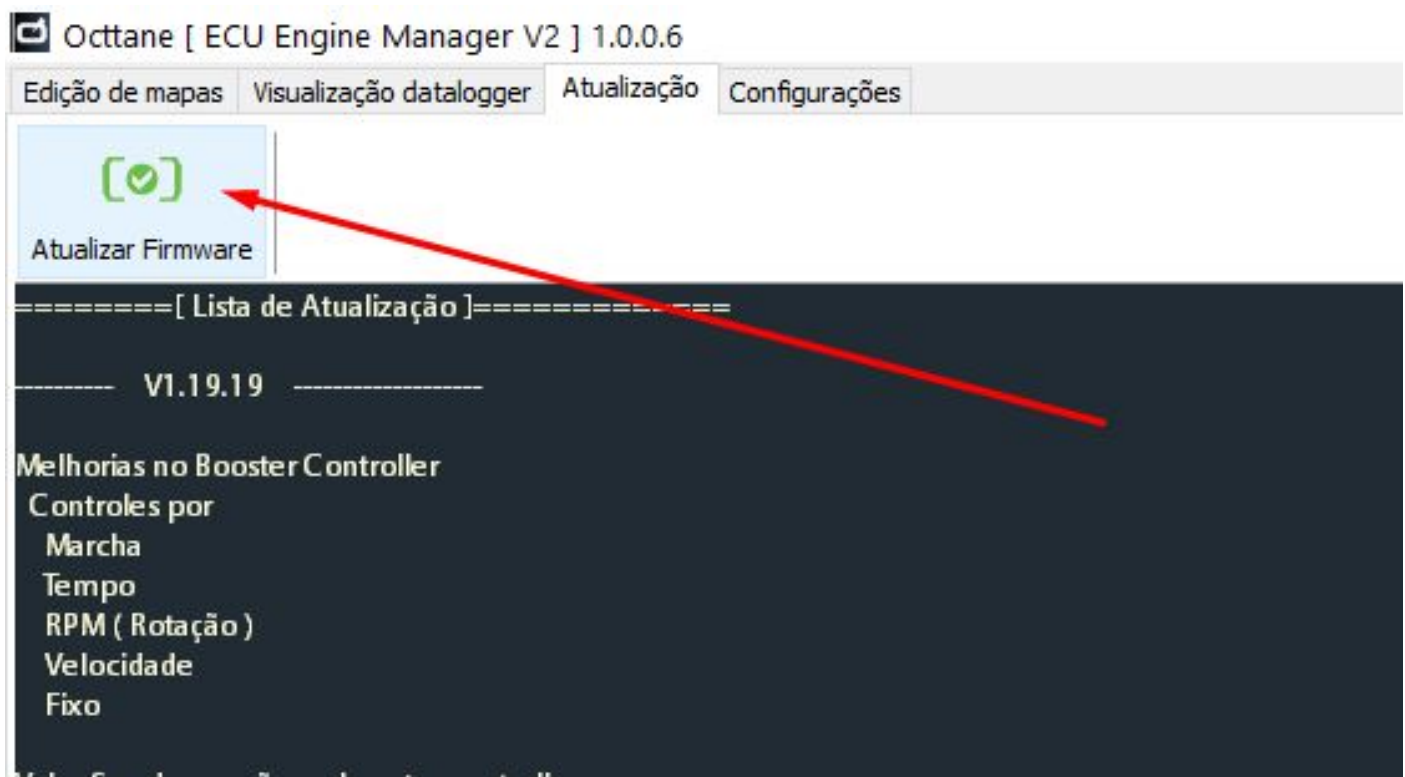 Octtane [ ECU Engine Manager V2 ] 1.0.0.6
Edição de mapas Visualização datalogger Atualização Configurações
Atualizar Firmware
========[ Lista de Atualização ]==============
---------- V1.19.19 -------------------
Melhorias no Booster Controller
Controles por
Marcha
Tempo
RPM ( Rotação )
Velocidade
Fixo